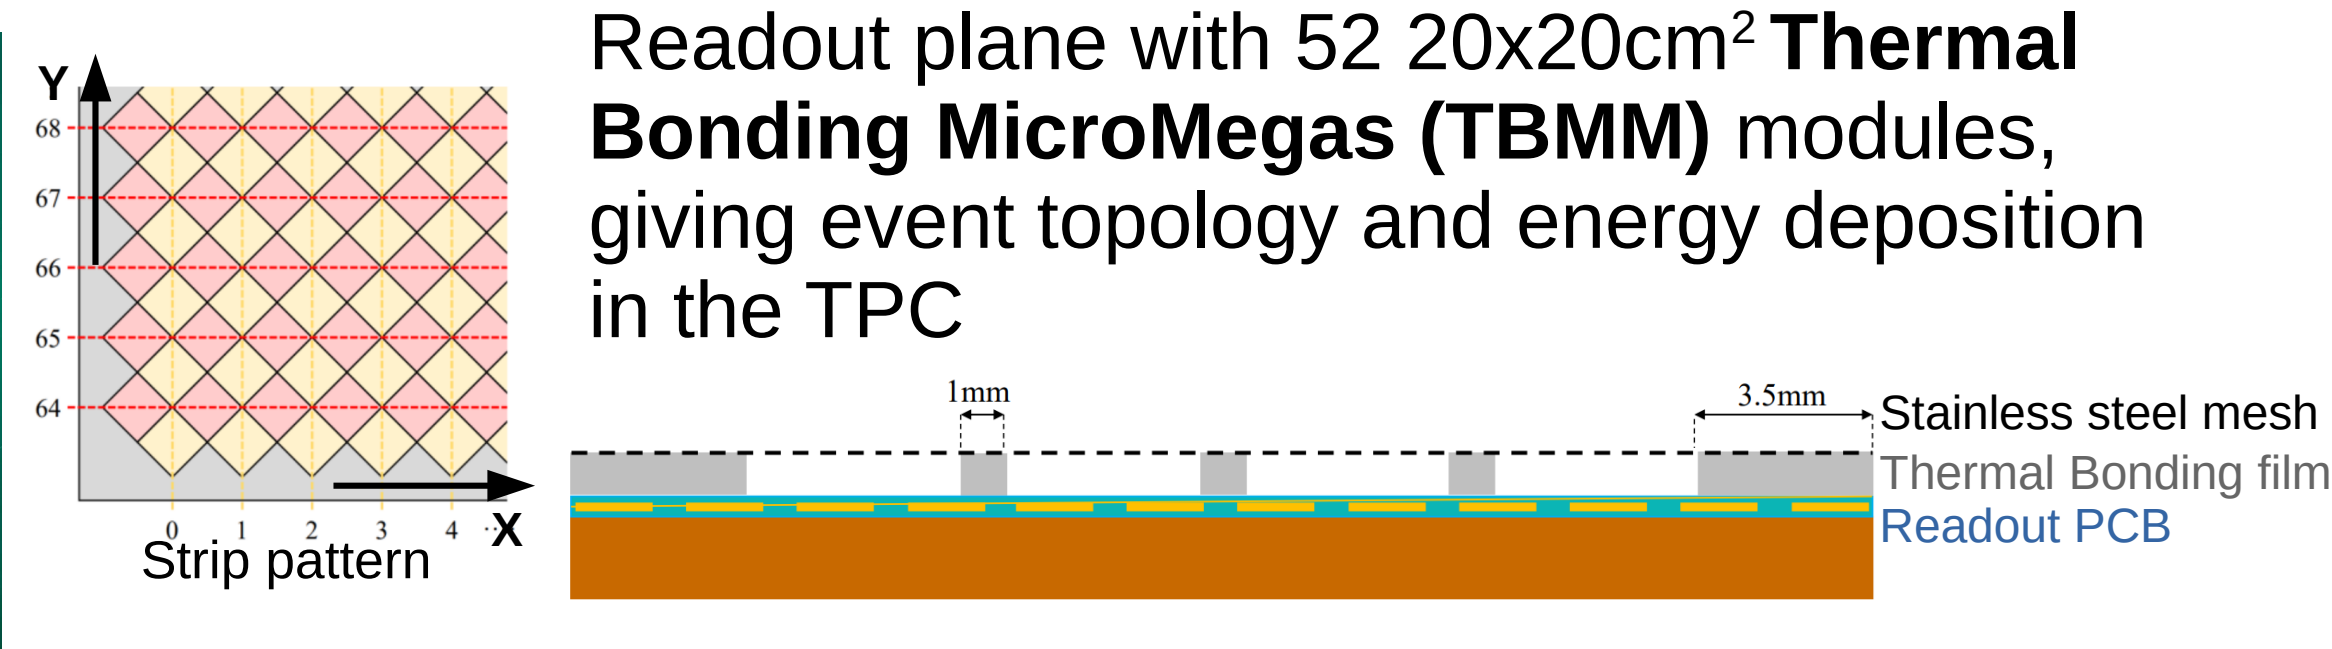 Readout plane with 52 20x20cm² Thermal
Bonding MicroMegas (TBMM) modules,
giving event topology and energy deposition
in the TPC
Y
68
67
66
65
64
0 1 2 3 4 ... X
Strip pattern
1mm
3.5mm
Stainless steel mesh
Thermal Bonding film
Readout PCB